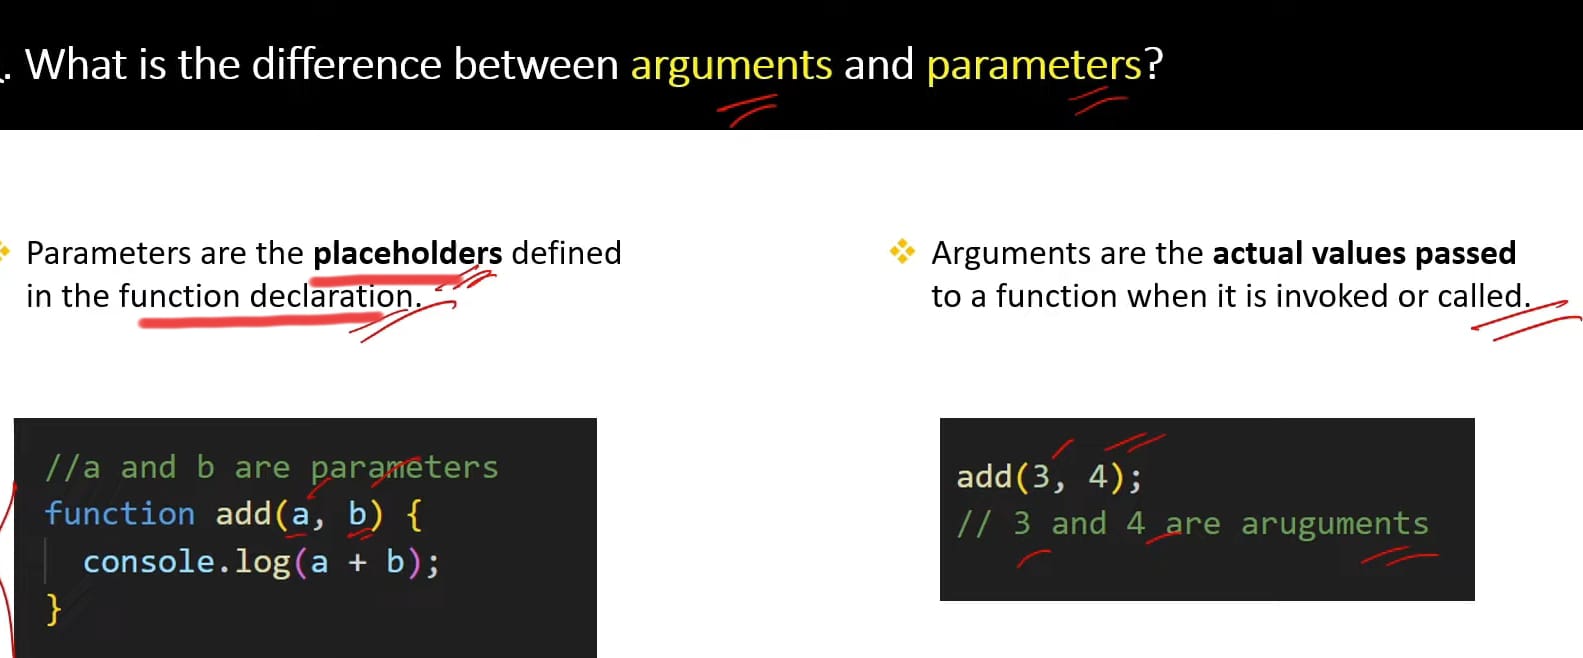 . What is the difference between arguments and parameters?
Parameters are the placeholders defined
in the function declaration.
//a and b are parameters
function add(a, b) {
console.log(a + b);
}
Arguments are the actual values passed
to a function when it is invoked or called.
add(3, 4);
// 3 and 4 are aruguments